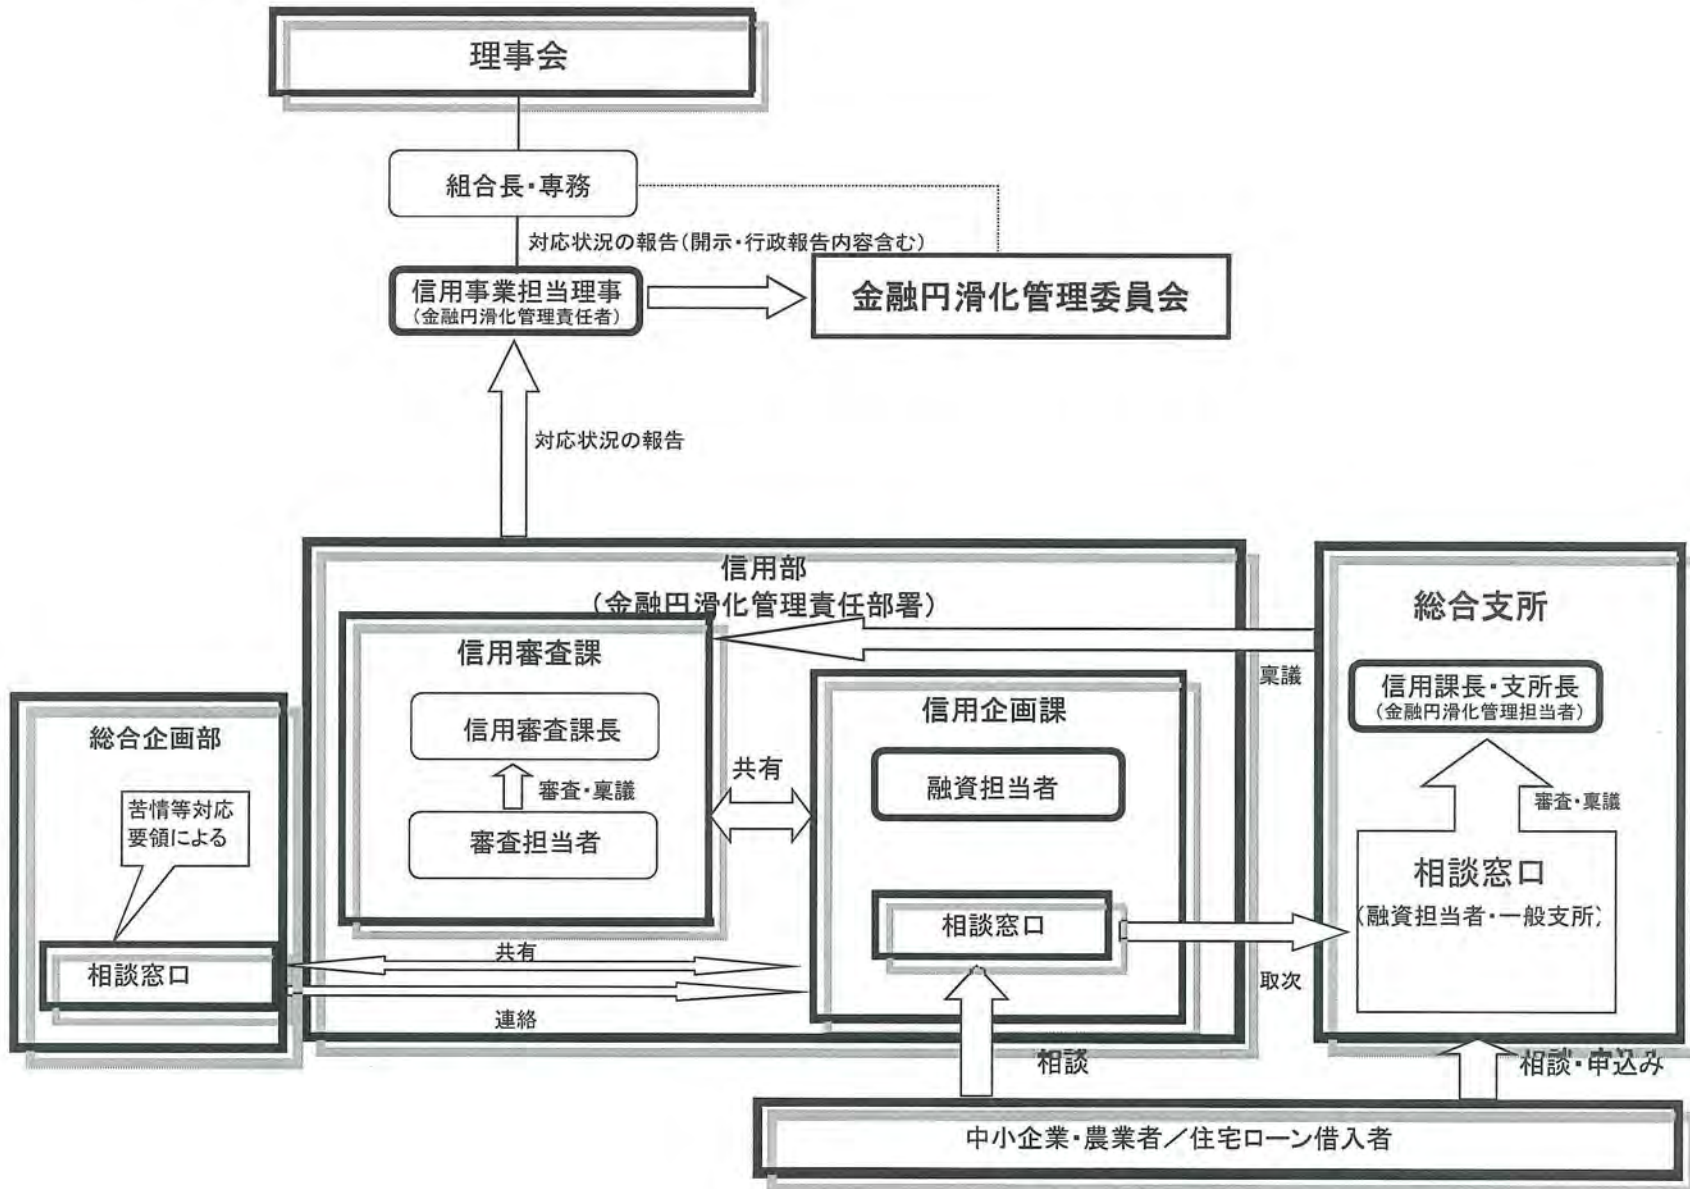 理事会
組合長・専務
対応状況の報告(開示・行政報告内容含む)
信用事業担当理事
(金融円滑化管理責任者)
金融円滑化管理委員会
対応状況の報告
信用部
(金融円滑化管理責任部署)
信用審査課
信用審査課長
審査・稟議
審査担当者
共有
信用企画課
融資担当者
相談窓口
稟議
総合支所
信用課長・支所長
(金融円滑化管理担当者)
審査・稟議
相談窓口
(融資担当者・一般支所)
総合企画部
苦情等対応
要領による
相談窓口
共有
連絡
取次
相談
相談・申込み
中小企業・農業者/住宅ローン借入者